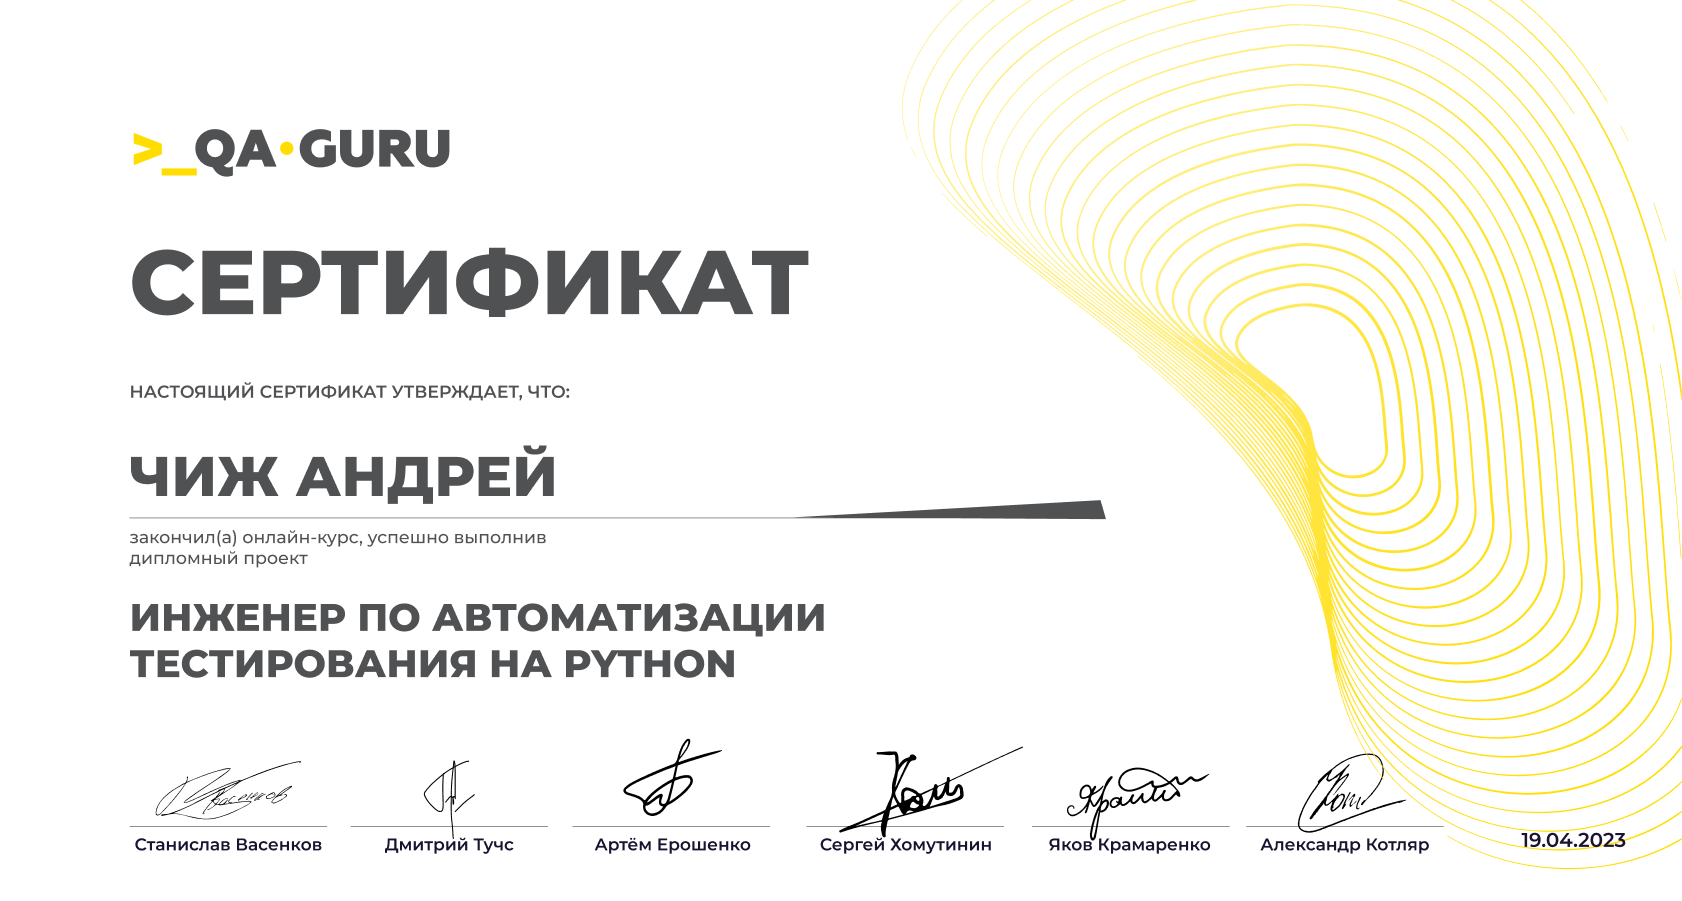 >_QA•GURU
СЕРТИФИКАТ
НАСТОЯЩИЙ СЕРТИФИКАТ УТВЕРЖДАЕТ, ЧТО:
ЧИЖ АНДРЕЙ
закончил(а) онлайн-курс, успешно выполнив
дипломный проект
ИНЖЕНЕР ПО АВТОМАТИЗАЦИИ
ТЕСТИРОВАНИЯ НА PYTHON
Станислав Васенков Дмитрий Тучс Артём Ерошенко Сергей Хомутинин Яков Крамаренко Александр Котляр 19.04.2023